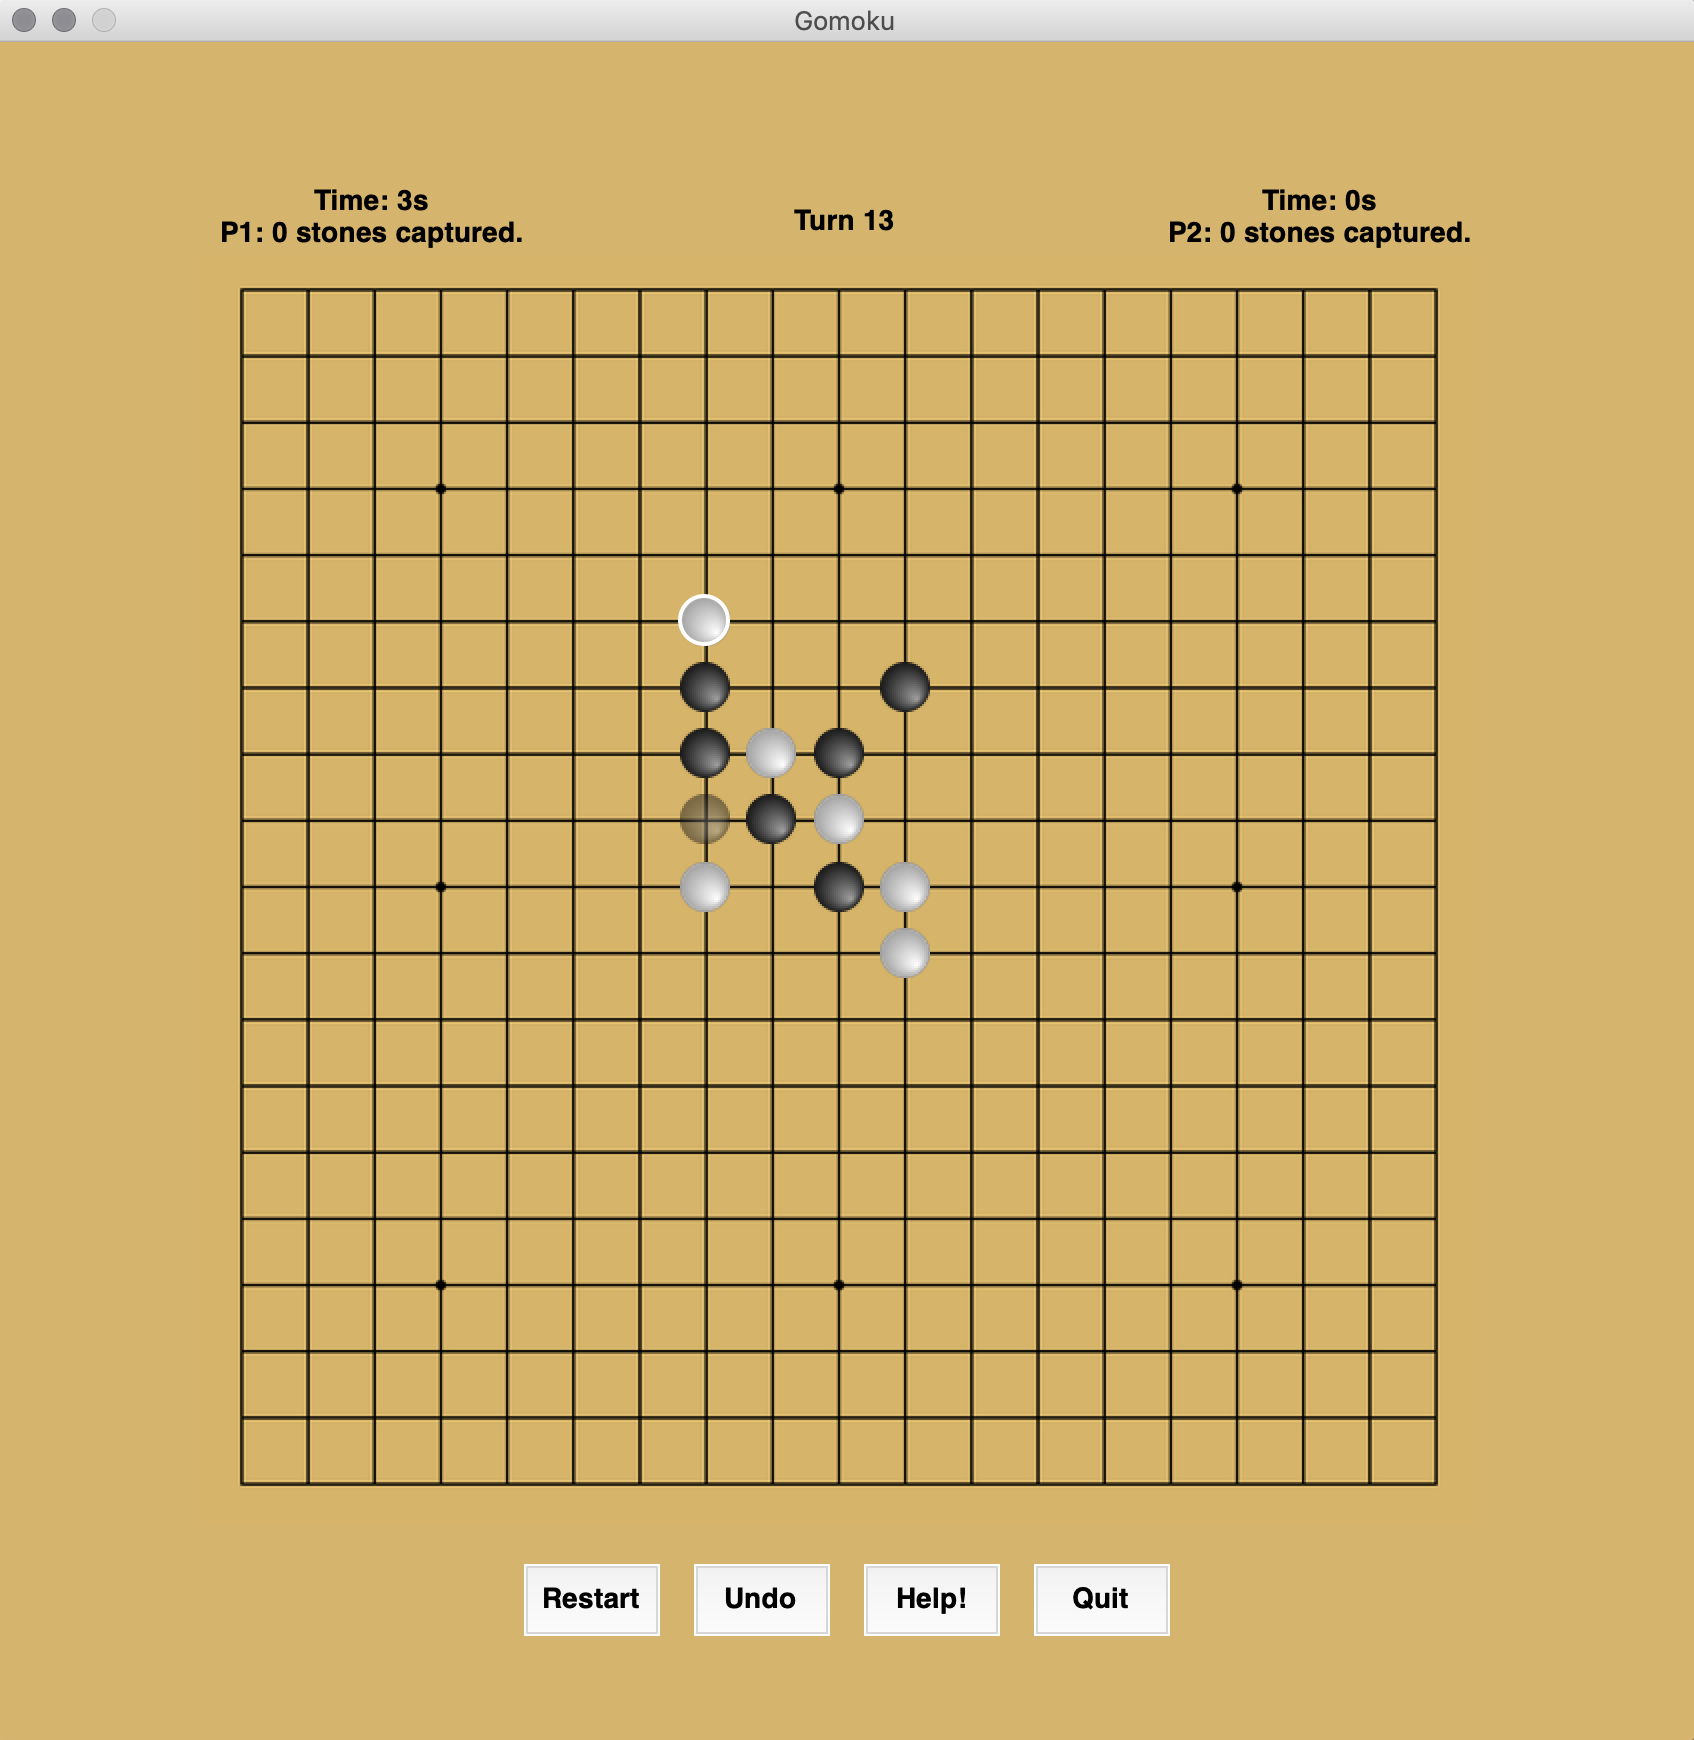 Gomoku
Time: 3s
P1: 0 stones captured.
Turn 13
Time: 0s
P2: 0 stones captured.
Restart
Undo
Help!
Quit